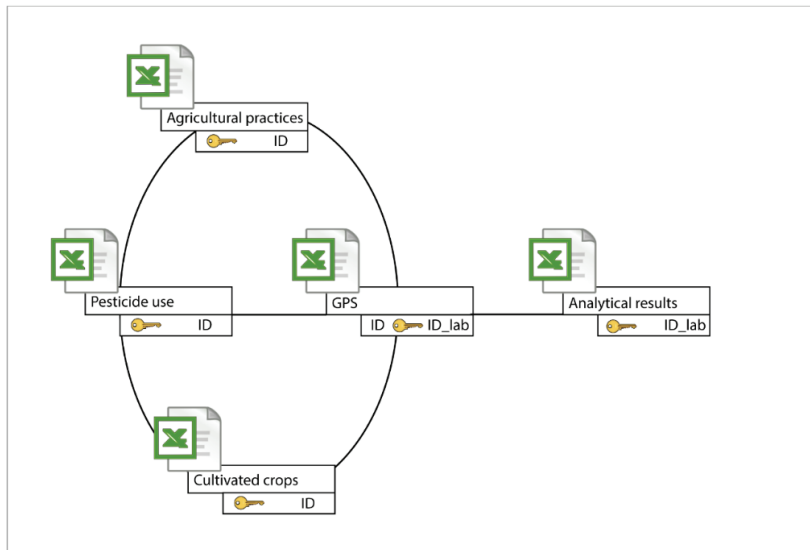 Agricultural practices
ID
Pesticide use
ID
GPS
ID ID_lab
Analytical results
ID_lab
Cultivated crops
ID